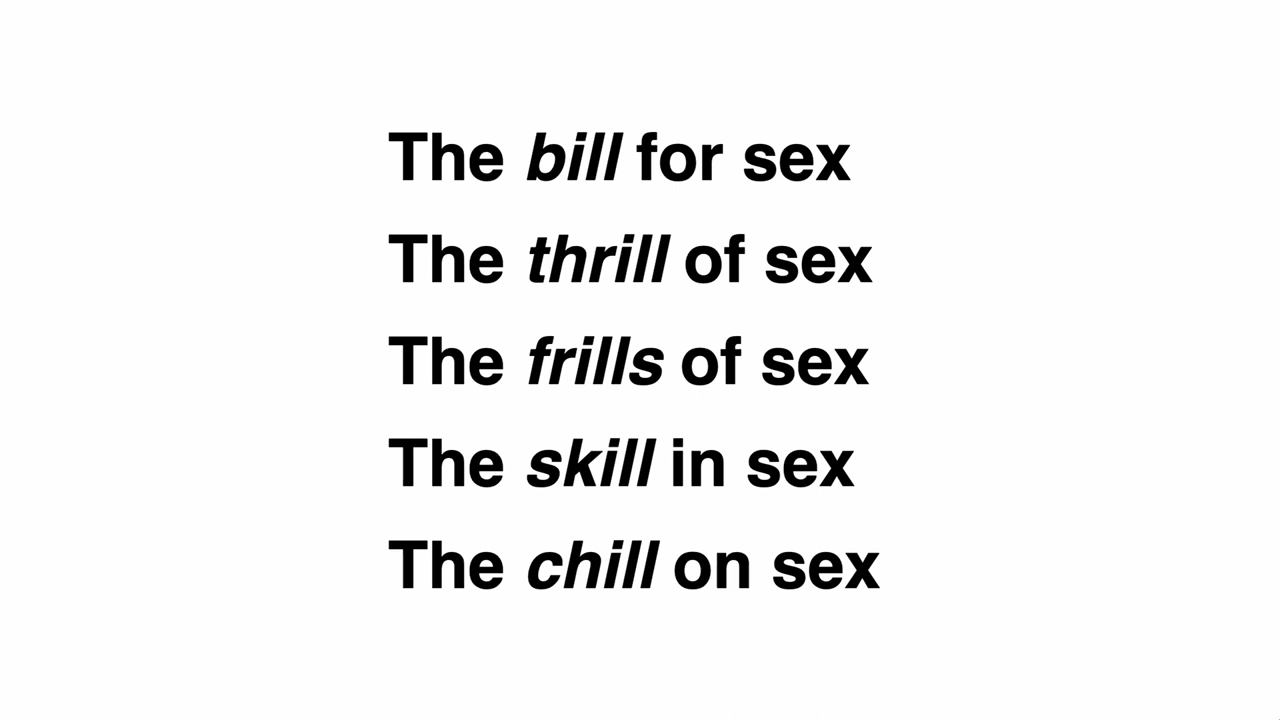 The bill for sex
The thrill of sex
The frills of sex
The skill in sex
The chill on sex